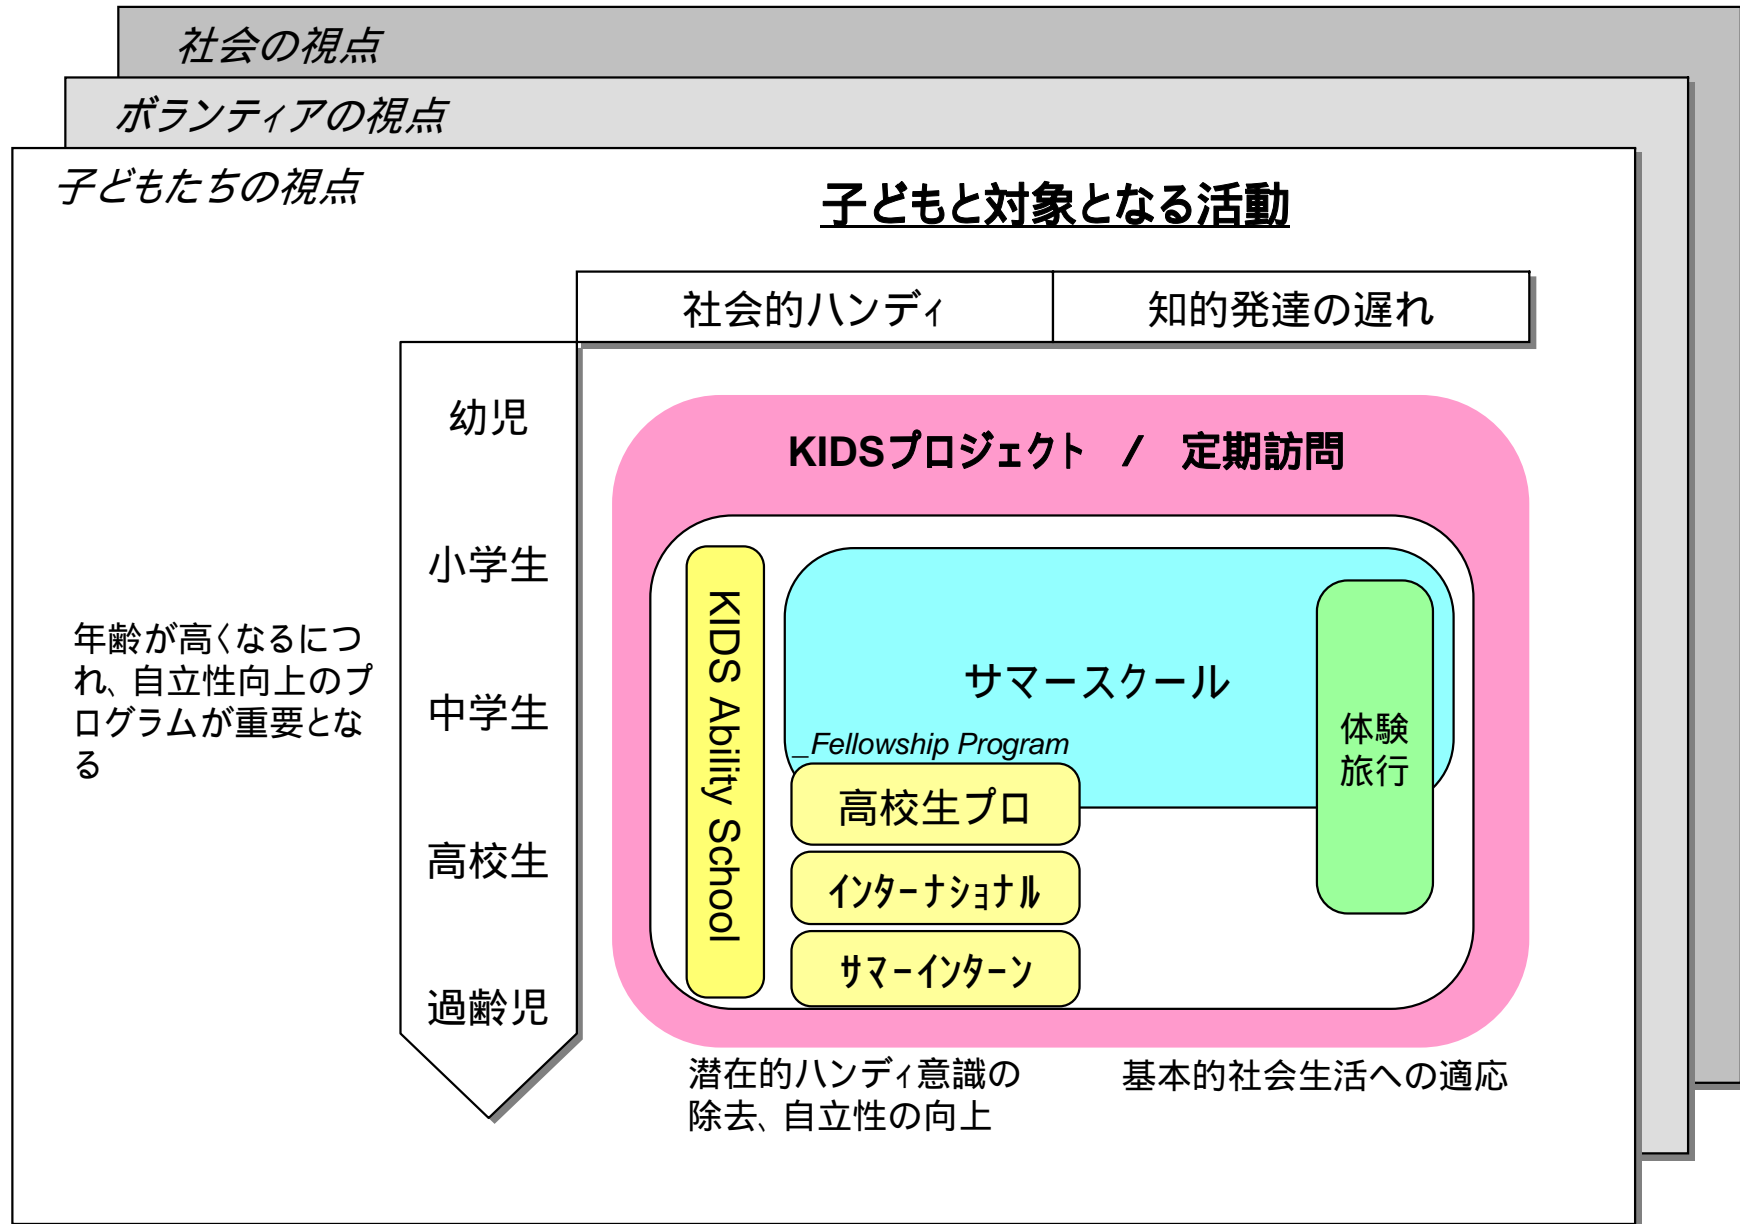 社会の視点
ボランティアの視点
子どもたちの視点
子どもと対象となる活動
社会的ハンディ
知的発達の遅れ
幼児
小学生
中学生
高校生
過齢児
年齢が高くなるにつ
れ、自立性向上のプ
ログラムが重要とな
る
KIDSプロジェクト / 定期訪問
KIDS Ability School
サマースクール
_Fellowship Program
高校生プロ
インターナショナル
サマーインターン
体験
旅行
潜在的ハンディ意識の
除去、自立性の向上
基本的社会生活への適応